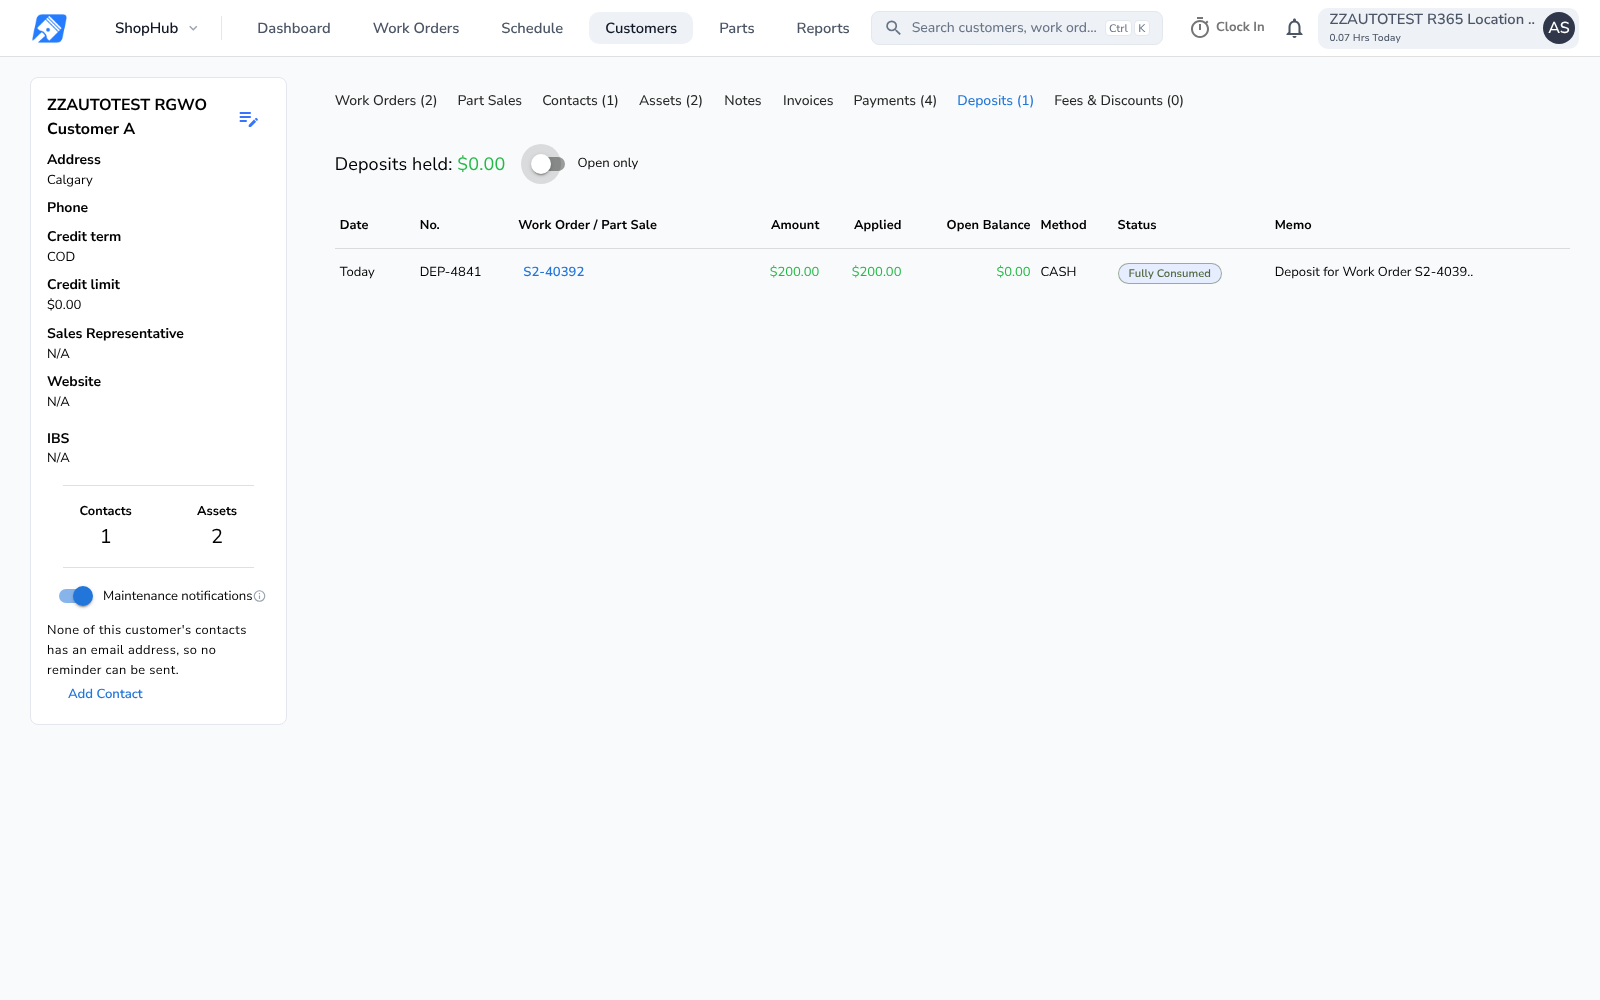 ShopHub
Dashboard
Work Orders
Schedule
Customers
Parts
Reports
Search customers, work ord...
Ctrl
K
Clock In
ZZAUTOTEST R365 Location ..
0.07 Hrs Today
AS
ZZAUTOTEST RGWO
Customer A
Address
Calgary
Phone
Credit term
COD
Credit limit
$0.00
Sales Representative
N/A
Website
N/A
IBS
N/A
Contacts Assets
1 2
Maintenance notifications
None of this customer's contacts
has an email address, so no
reminder can be sent.
Add Contact
Work Orders (2) Part Sales Contacts (1) Assets (2) Notes Invoices Payments (4) Deposits (1) Fees & Discounts (0)
Deposits held: $0.00 Open only
Date No. Work Order / Part Sale Amount Applied Open Balance Method Status Memo
Today DEP-4841 S2-40392 $200.00 $200.00 $0.00 CASH Fully Consumed Deposit for Work Order S2-4039..